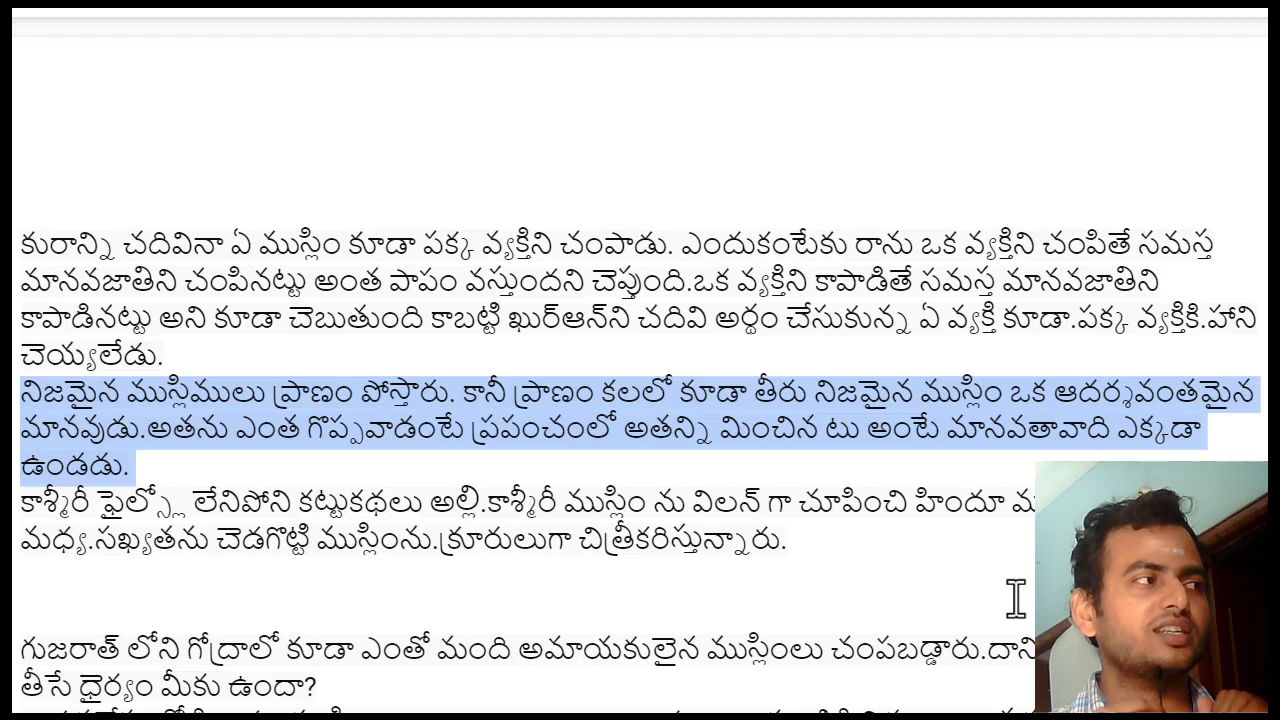 కురాన్ని చదివినా ఏ ముస్లిం కూడా పక్క వ్యక్తిని చంపాడు. ఎందుకంటేకు రాను ఒక వ్యక్తిని చంపితే సమస్త
మానవజాతిని చంపినట్టు అంత పాపం వస్తుందని చెప్తుంది.ఒక వ్యక్తిని కాపాడితే సమస్త మానవజాతిని
కాపాడినట్టు అని కూడా చెబుతుంది కాబట్టి ఖుర్ఆన్‌ని చదివి అర్థం చేసుకున్న ఏ వ్యక్తి కూడా.పక్క వ్యక్తికి.హాని
చెయ్యలేడు.
నిజమైన ముస్లిములు ప్రాణం పోస్తారు. కానీ ప్రాణం కలలో కూడా తీరు నిజమైన ముస్లిం ఒక ఆదర్శవంతమైన
మానవుడు.అతను ఎంత గొప్పవాడంటే ప్రపంచంలో అతన్ని మించిన టు అంటే మానవతావాది ఎక్కడా
ఉండడు.
కాశ్మీరీ ఫైల్స్లో లేనిపోని కట్టుకథలు అల్లి.కాశ్మీరీ ముస్లిం ను విలన్ గా చూపించి హిందూ
మధ్య.సఖ్యతను చెడగొట్టి ముస్లింను.క్రూరులుగా చిత్రీకరిస్తున్నారు.
గుజరాత్ లోని గోద్రాలో కూడా ఎంతో మంది అమాయకులైన ముస్లింలు చంపబడ్డారు.
తీసే ధైర్యం మీకు ఉందా?